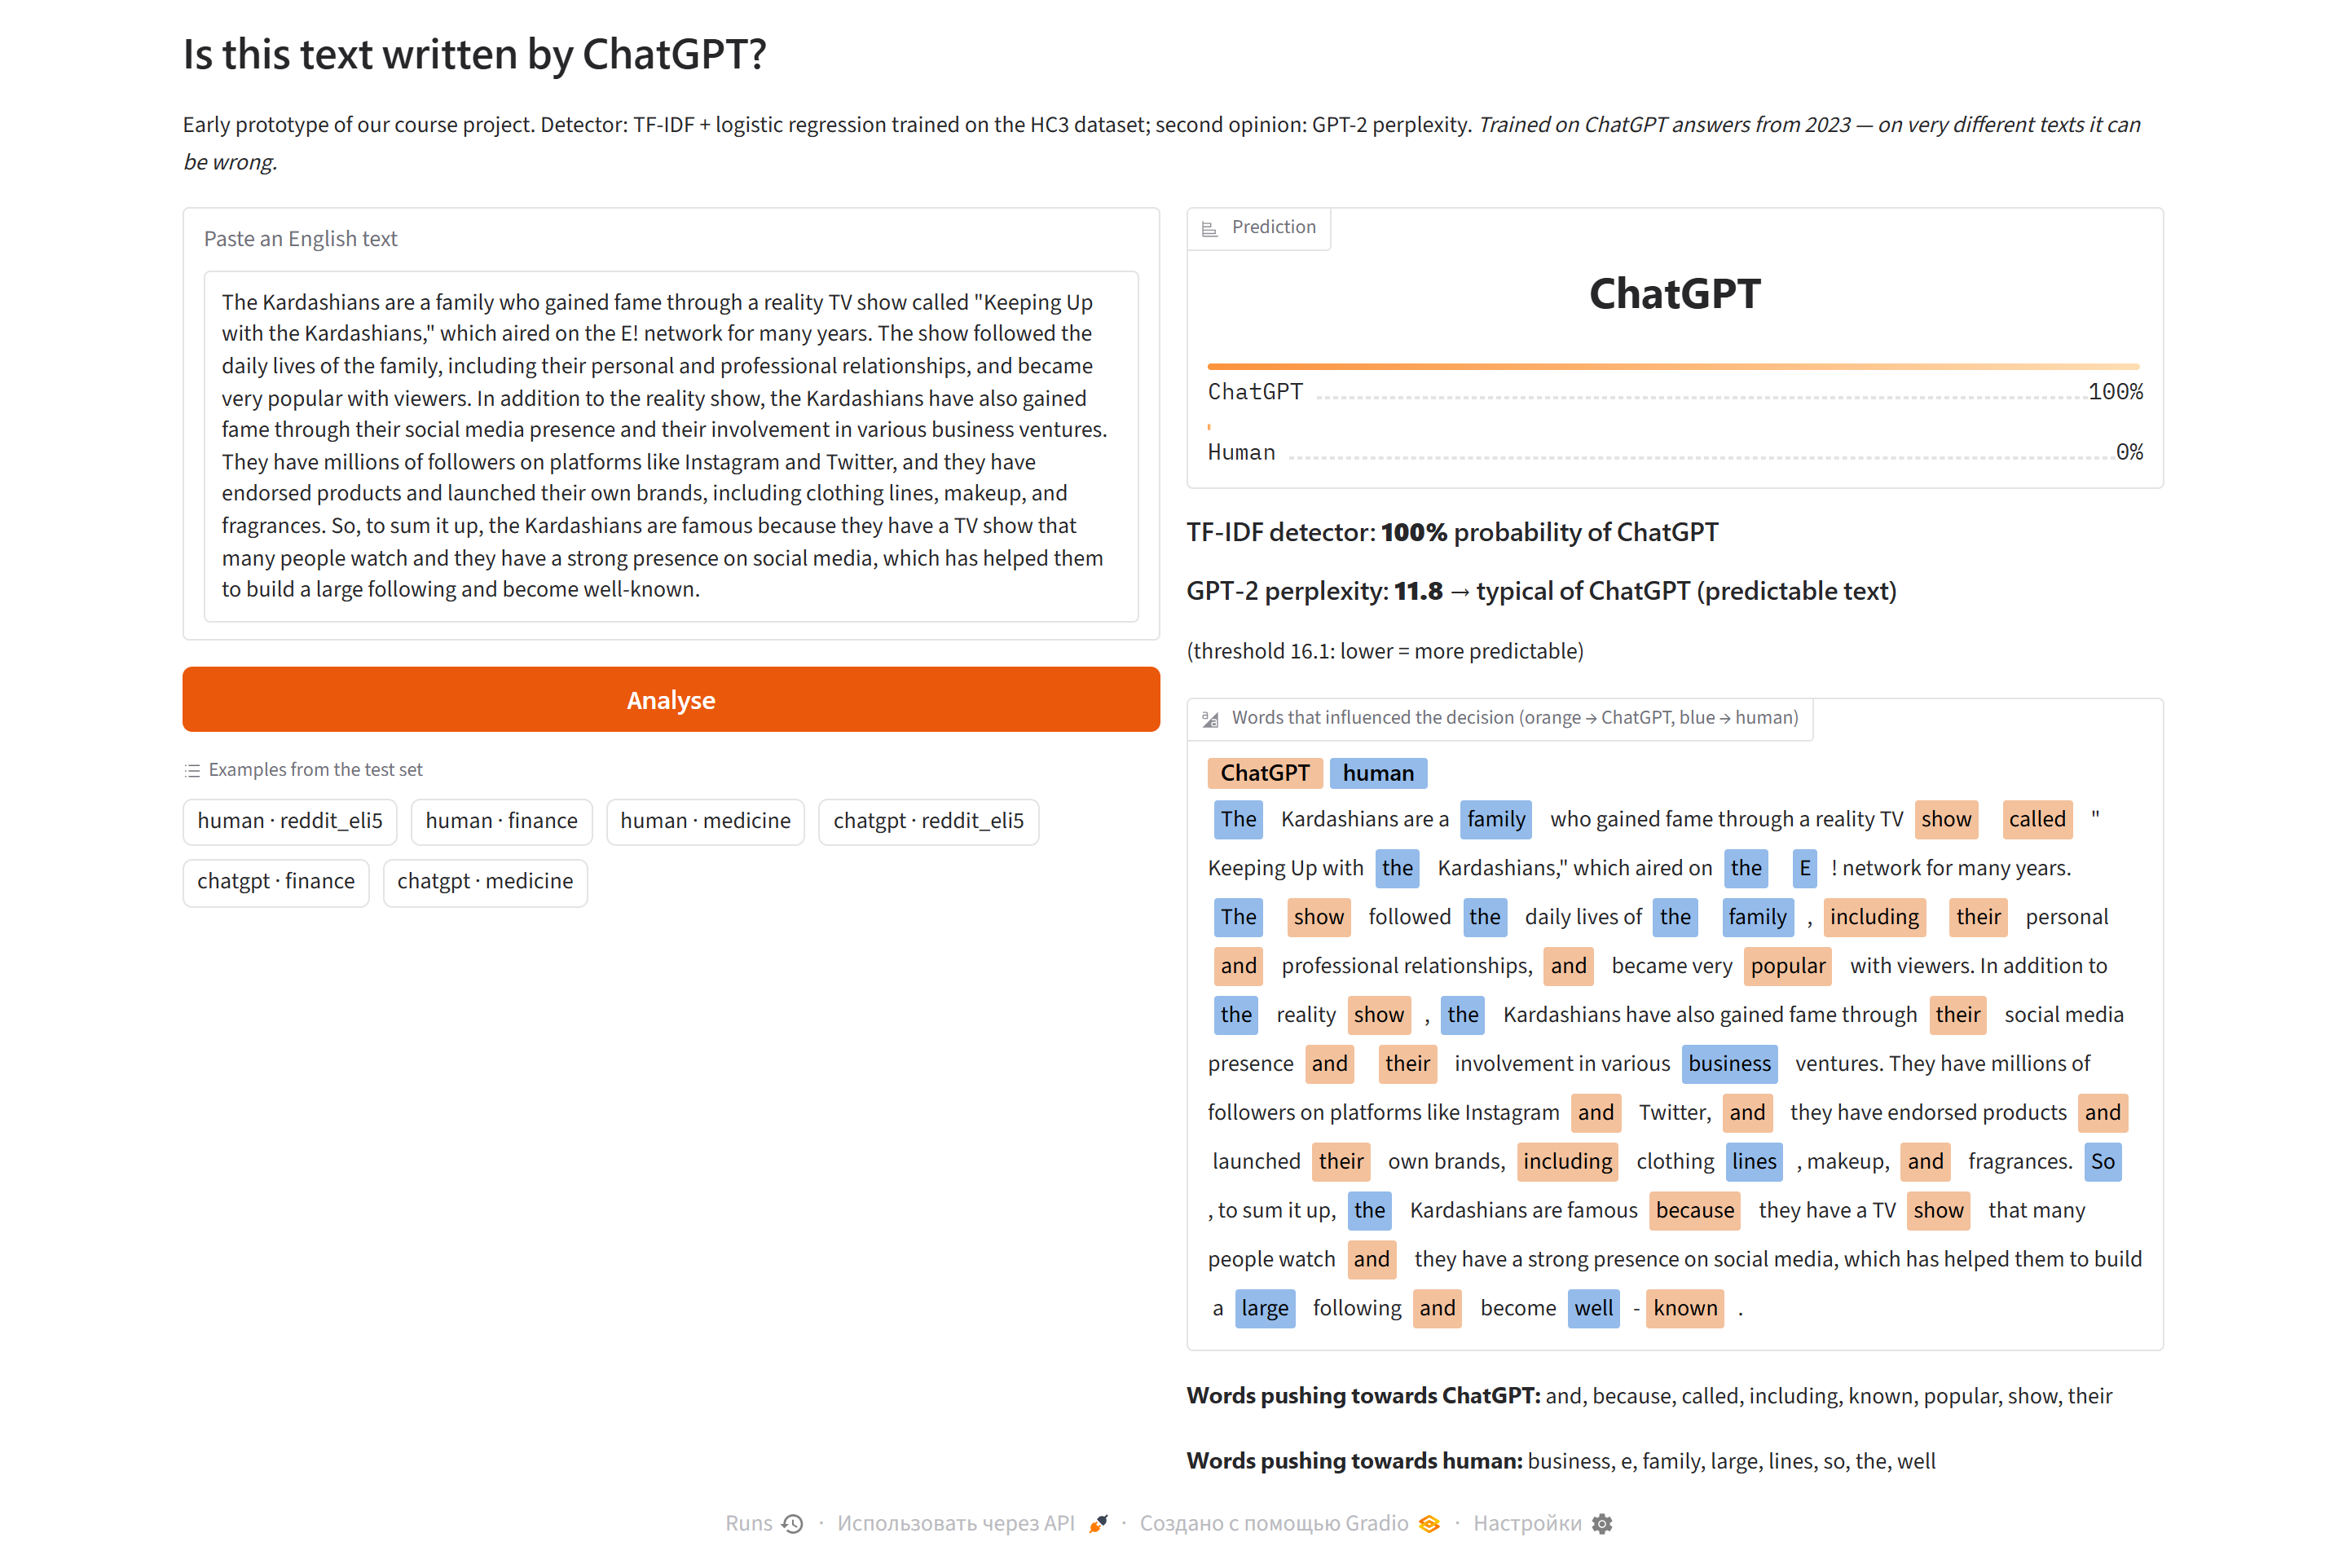 Is this text written by ChatGPT?
Early prototype of our course project. Detector: TF-IDF + logistic regression trained on the HC3 dataset; second opinion: GPT-2 perplexity. Trained on ChatGPT answers from 2023 — on very different texts it can
be wrong.
Paste an English text
The Kardashians are a family who gained fame through a reality TV show called "Keeping Up
with the Kardashians," which aired on the E! network for many years. The show followed the
daily lives of the family, including their personal and professional relationships, and became
very popular with viewers. In addition to the reality show, the Kardashians have also gained
fame through their social media presence and their involvement in various business ventures.
They have millions of followers on platforms like Instagram and Twitter, and they have
endorsed products and launched their own brands, including clothing lines, makeup, and
fragrances. So, to sum it up, the Kardashians are famous because they have a TV show that
many people watch and they have a strong presence on social media, which has helped them
to build a large following and become well-known.
Analyse
Examples from the test set
human · reddit_eli5
human · finance
human · medicine
chatgpt · reddit_eli5
chatgpt · finance
chatgpt · medicine
Prediction
ChatGPT
ChatGPT 100%
Human 0%
TF-IDF detector: 100% probability of ChatGPT
GPT-2 perplexity: 11.8 → typical of ChatGPT (predictable text)
(threshold 16.1: lower = more predictable)
Words that influenced the decision (orange → ChatGPT, blue → human)
ChatGPT human
The Kardashians are a family who gained fame through a reality TV show called "
Keeping Up with the Kardashians," which aired on the E ! network for many years.
The show followed the daily lives of the family , including their personal
and professional relationships, and became very popular with viewers. In addition to
the reality show , the Kardashians have also gained fame through their social media
presence and their involvement in various business ventures. They have millions of
followers on platforms like Instagram and Twitter, and they have endorsed products and
launched their own brands, including clothing lines , makeup, and fragrances. So
, to sum it up, the Kardashians are famous because they have a TV show that many
people watch and they have a strong presence on social media, which has helped them to build
a large following and become well - known .
Words pushing towards ChatGPT: and, because, called, including, known, popular, show, their
Words pushing towards human: business, e, family, large, lines, so, the, well
Runs · Использовать через API · Создано с помощью Gradio · Настройки